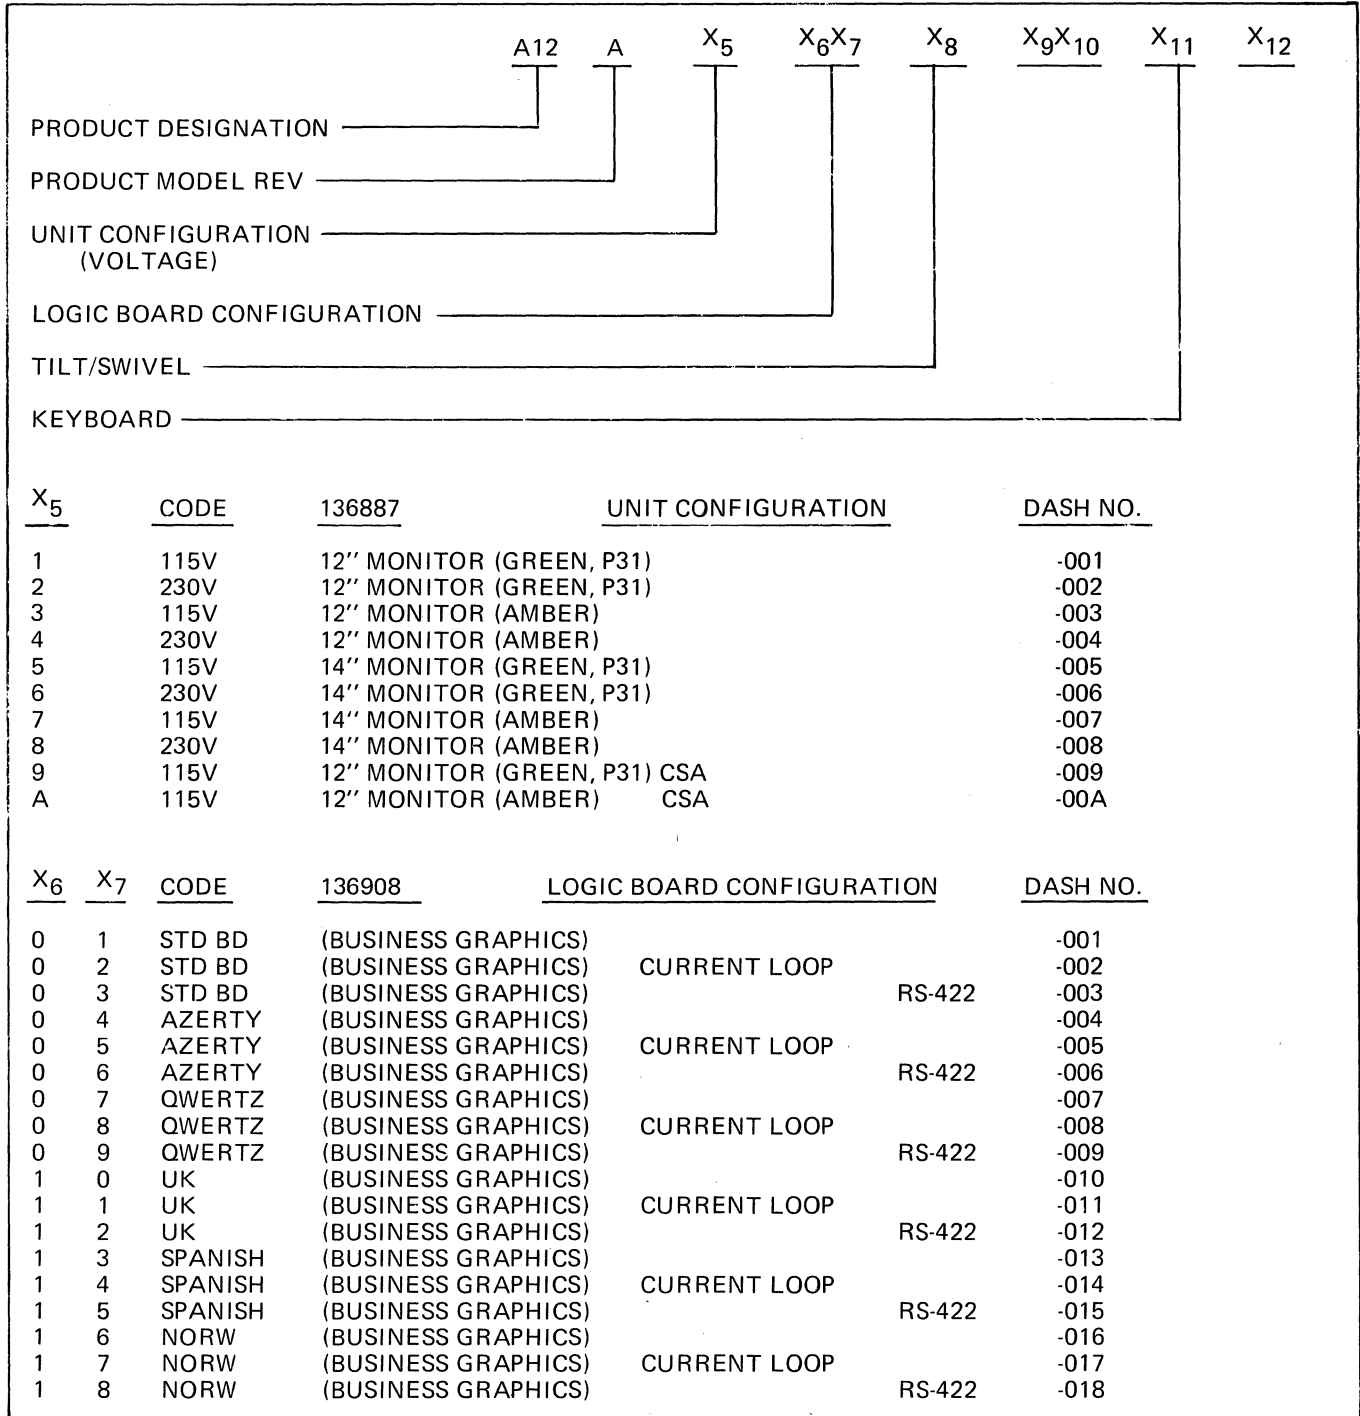 A12 A X5 X6X7 X8 X9X10 X11 X12
PRODUCT DESIGNATION
PRODUCT MODEL REV
UNIT CONFIGURATION
(VOLTAGE)
LOGIC BOARD CONFIGURATION
TILT/SWIVEL
KEYBOARD
X5 CODE 136887 UNIT CONFIGURATION DASH NO.
1 115V 12'' MONITOR (GREEN, P31) -001
2 230V 12'' MONITOR (GREEN, P31) -002
3 115V 12'' MONITOR (AMBER) -003
4 230V 12'' MONITOR (AMBER) -004
5 115V 14'' MONITOR (GREEN, P31) -005
6 230V 14'' MONITOR (GREEN, P31) -006
7 115V 14'' MONITOR (AMBER) -007
8 230V 14'' MONITOR (AMBER) -008
9 115V 12'' MONITOR (GREEN, P31) CSA -009
A 115V 12'' MONITOR (AMBER) CSA -00A
X6 X7 CODE 136908 LOGIC BOARD CONFIGURATION DASH NO.
0 1 STD BD (BUSINESS GRAPHICS) -001
0 2 STD BD (BUSINESS GRAPHICS) CURRENT LOOP -002
0 3 STD BD (BUSINESS GRAPHICS) RS-422 -003
0 4 AZERTY (BUSINESS GRAPHICS) -004
0 5 AZERTY (BUSINESS GRAPHICS) CURRENT LOOP -005
0 6 AZERTY (BUSINESS GRAPHICS) RS-422 -006
0 7 QWERTZ (BUSINESS GRAPHICS) -007
0 8 QWERTZ (BUSINESS GRAPHICS) CURRENT LOOP -008
0 9 QWERTZ (BUSINESS GRAPHICS) RS-422 -009
1 0 UK (BUSINESS GRAPHICS) -010
1 1 UK (BUSINESS GRAPHICS) CURRENT LOOP -011
1 2 UK (BUSINESS GRAPHICS) RS-422 -012
1 3 SPANISH (BUSINESS GRAPHICS) -013
1 4 SPANISH (BUSINESS GRAPHICS) CURRENT LOOP -014
1 5 SPANISH (BUSINESS GRAPHICS) RS-422 -015
1 6 NORW (BUSINESS GRAPHICS) -016
1 7 NORW (BUSINESS GRAPHICS) CURRENT LOOP -017
1 8 NORW (BUSINESS GRAPHICS) RS-422 -018